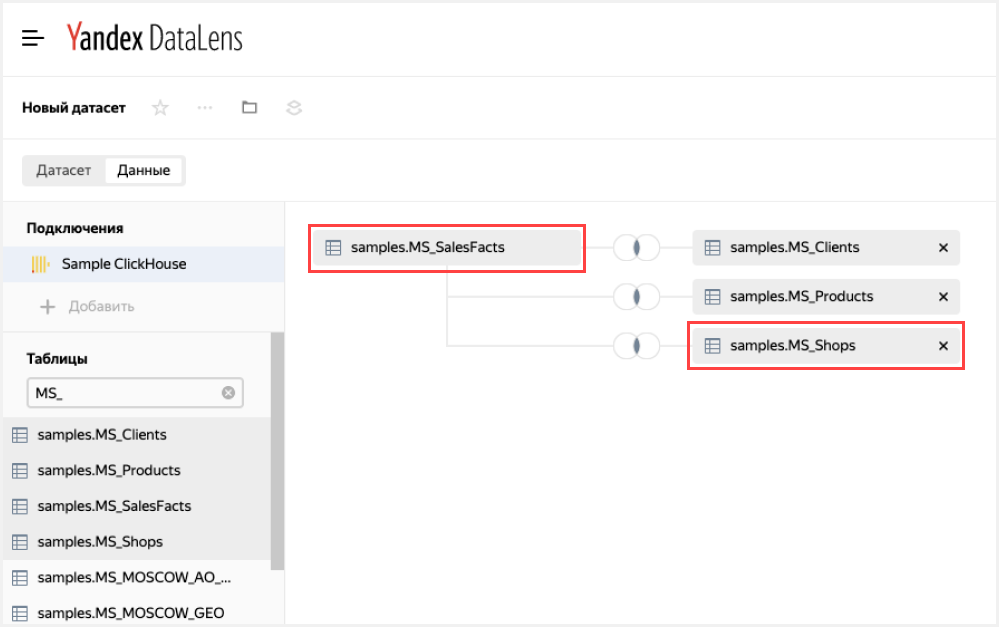 Yandex DataLens
Новый датасет
Датасет Данные
Подключения
Sample ClickHouse
Добавить
Таблицы
MS_
samples.MS_Clients
samples.MS_Products
samples.MS_SalesFacts
samples.MS_Shops
samples.MS_MOSCOW_AO_...
samples.MS_MOSCOW_GEO
samples.MS_SalesFacts
samples.MS_Clients
samples.MS_Products
samples.MS_Shops